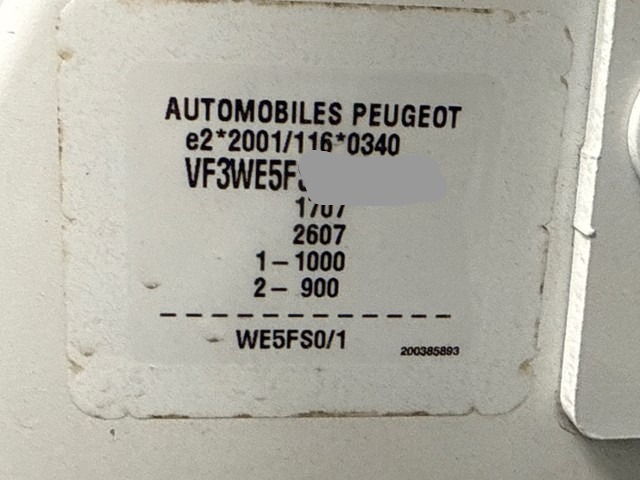 AUTOMOBILES PEUGEOT
e2*2001/116*0340
VF3WE5F
1707
2607
1 - 1000
2 - 900
WE5FS0/1
200385893